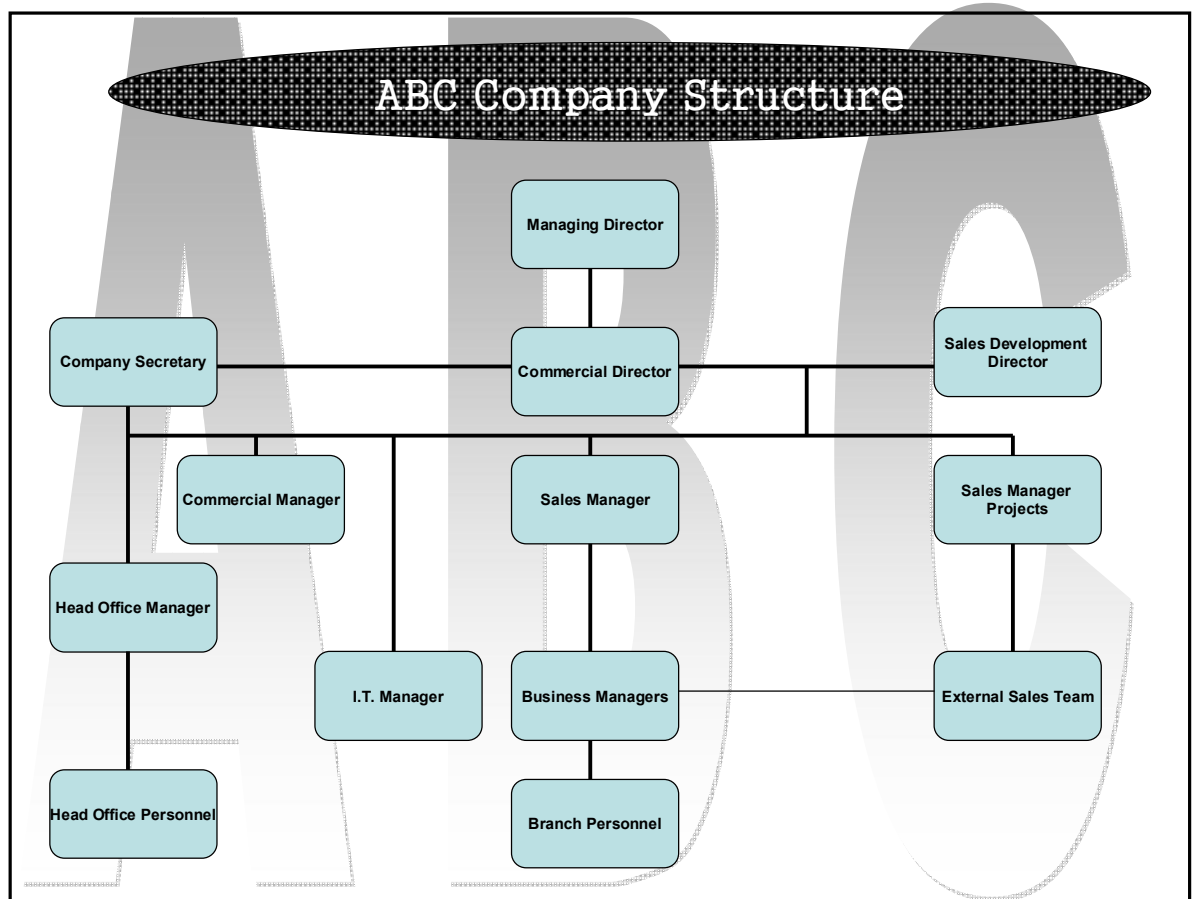 ABC Company Structure
Managing Director
Company Secretary
Commercial Director
Sales Development
Director
Commercial Manager
Sales Manager
Sales Manager
Projects
Head Office Manager
I.T. Manager
Business Managers
External Sales Team
Head Office Personnel
Branch Personnel
ABC